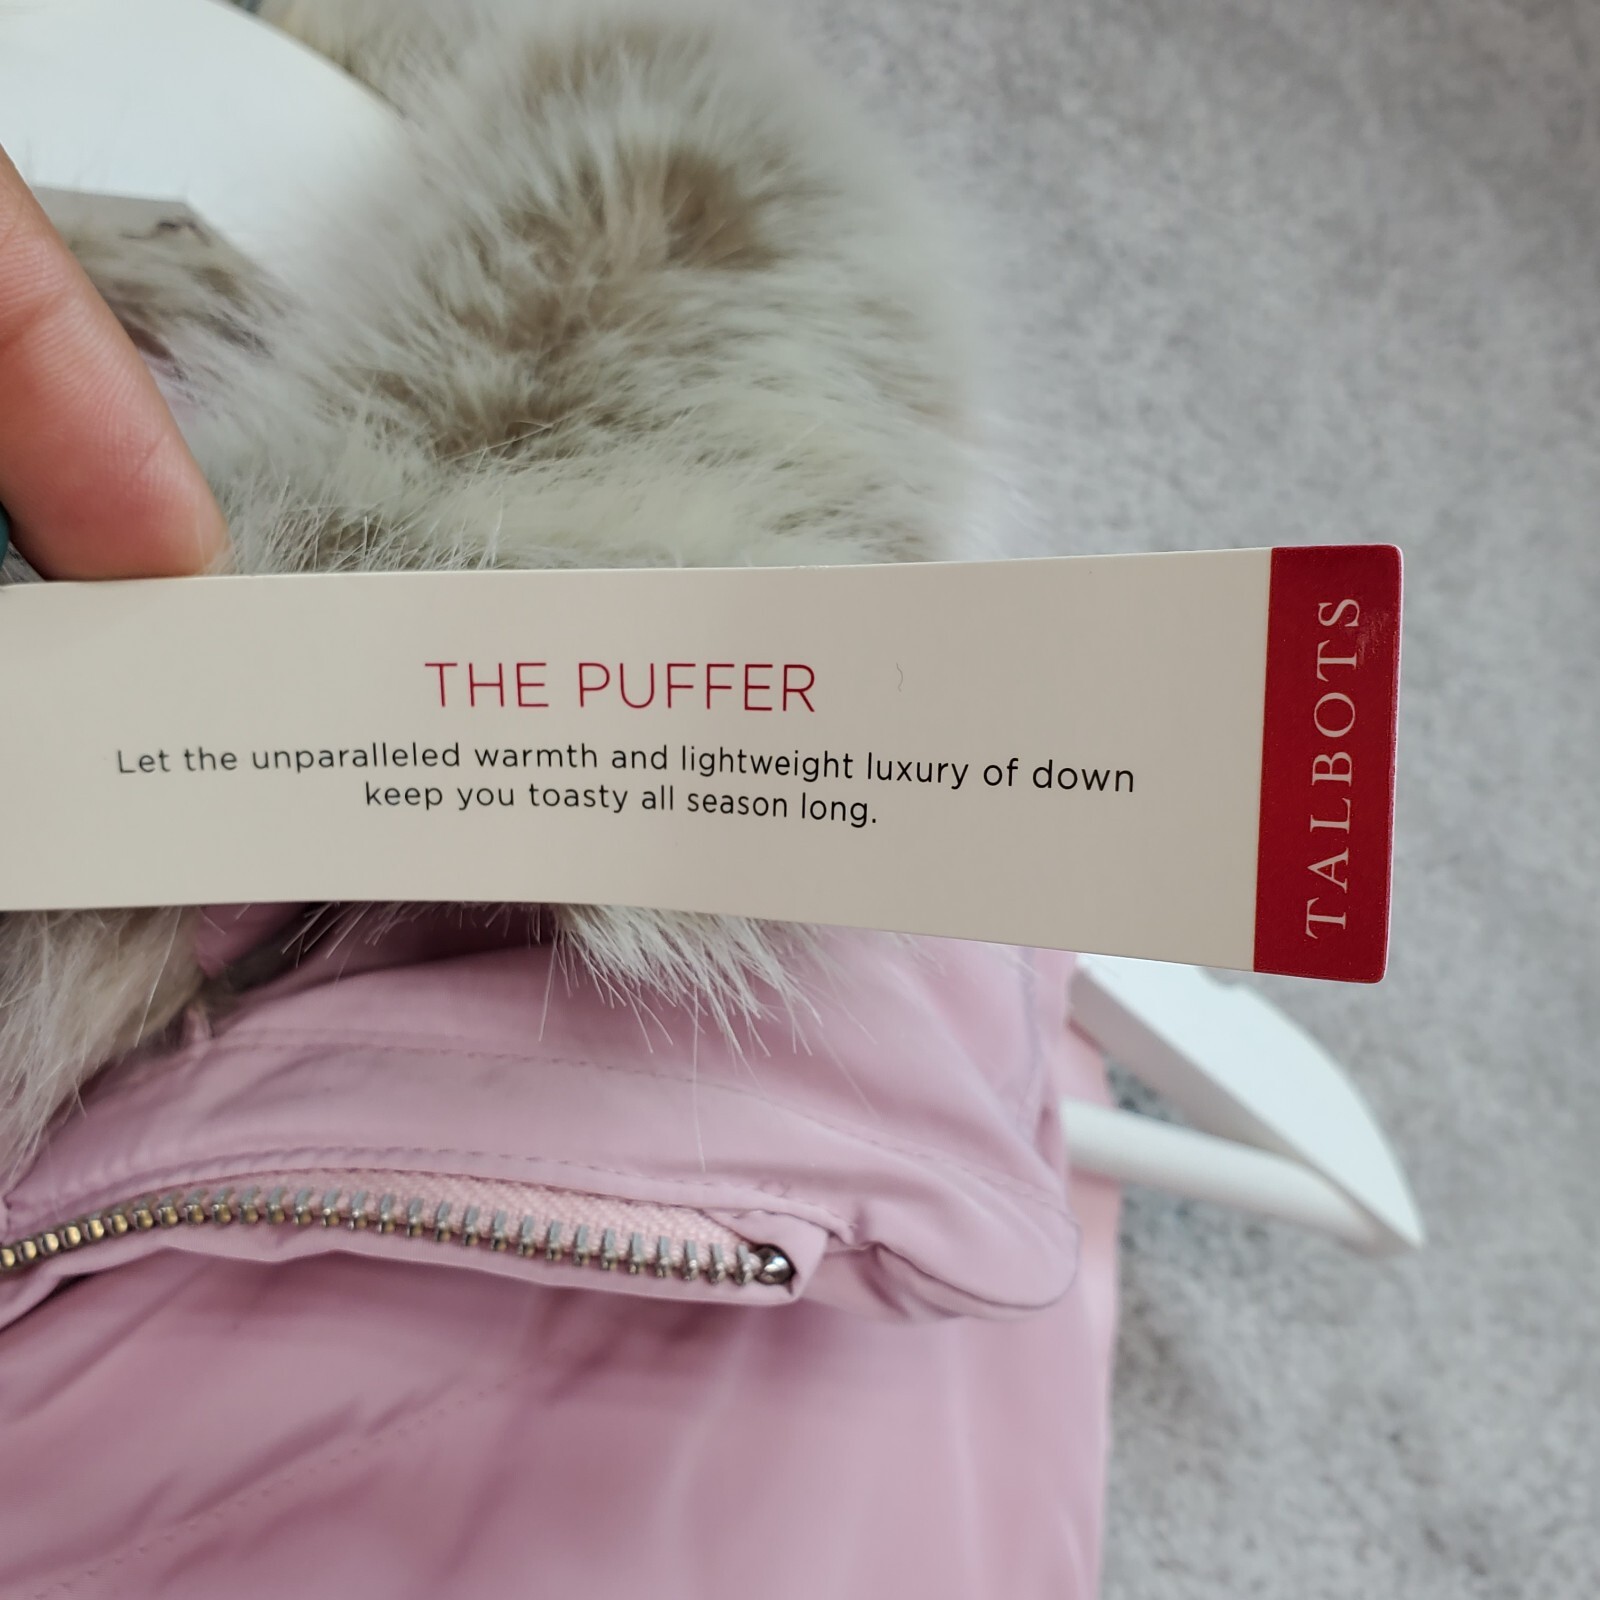 THE PUFFER
Let the unparalleled warmth and lightweight luxury of down
keep you toasty all season long.
TALBOTS